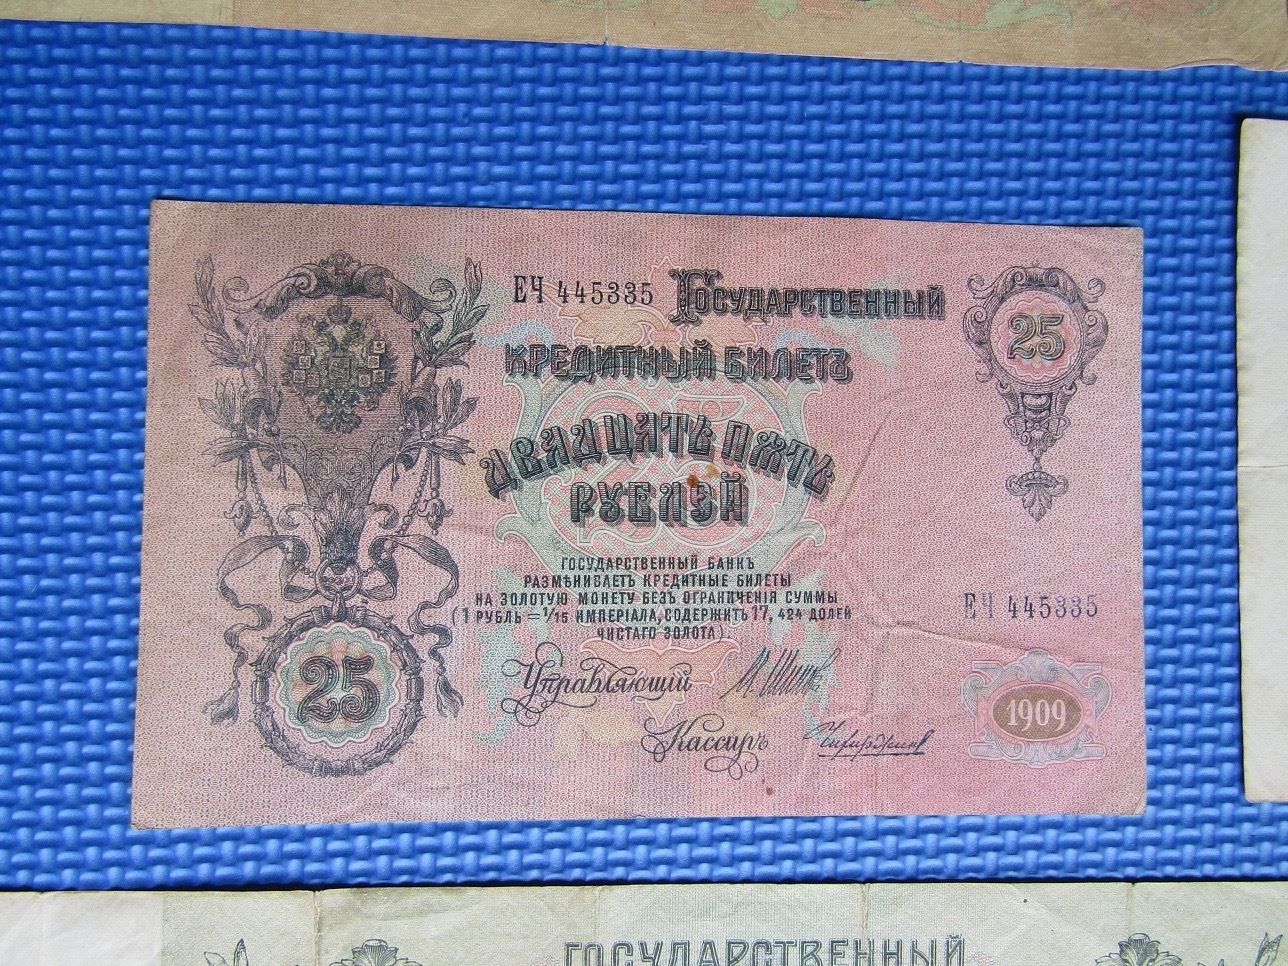 ЕЧ 445335 Государственный
25
кредитный билетъ
двадцать пять
рублей
25
ГОСУДАРСТВЕННЫЙ БАНКЪ
РАЗМѢНИВАЕТЪ КРЕДИТНЫЕ БИЛЕТЫ
НА ЗОЛОТУЮ МОНЕТУ БЕЗЪ ОГРАНИЧЕНІЯ СУММЫ
(1 РУБЛЬ = 1/15 ИМПЕРІАЛА, СОДЕРЖИТЪ 17, 424 ДОЛЕЙ
ЧИСТАГО ЗОЛОТА)
ЕЧ 445335
25
Управляющій
Кассиръ
1909
ГОСУДАРСТВЕННЫЙ